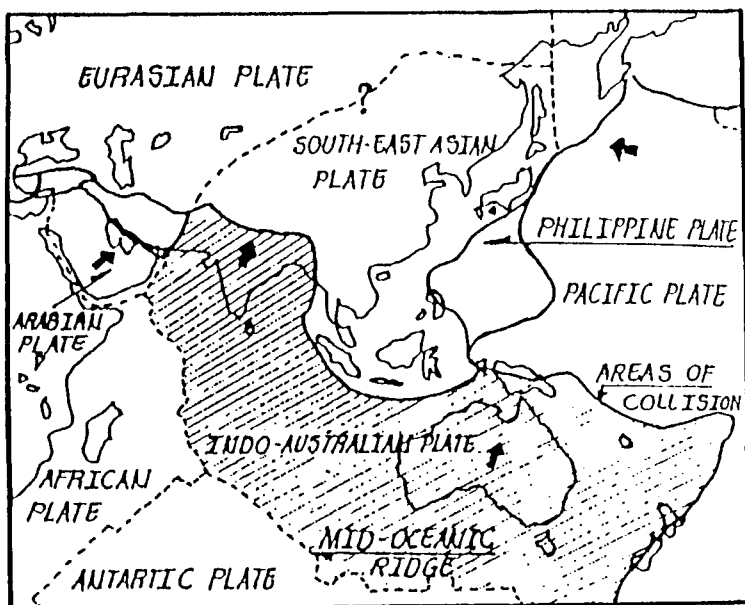 EURASIAN PLATE
?
SOUTH-EAST ASIAN
PLATE
PHILIPPINE PLATE
PACIFIC PLATE
ARABIAN
PLATE
AREAS OF
COLLISION
INDO-AUSTRALIAN PLATE
AFRICAN
PLATE
MID-OCEANIC
RIDGE
ANTARTIC PLATE